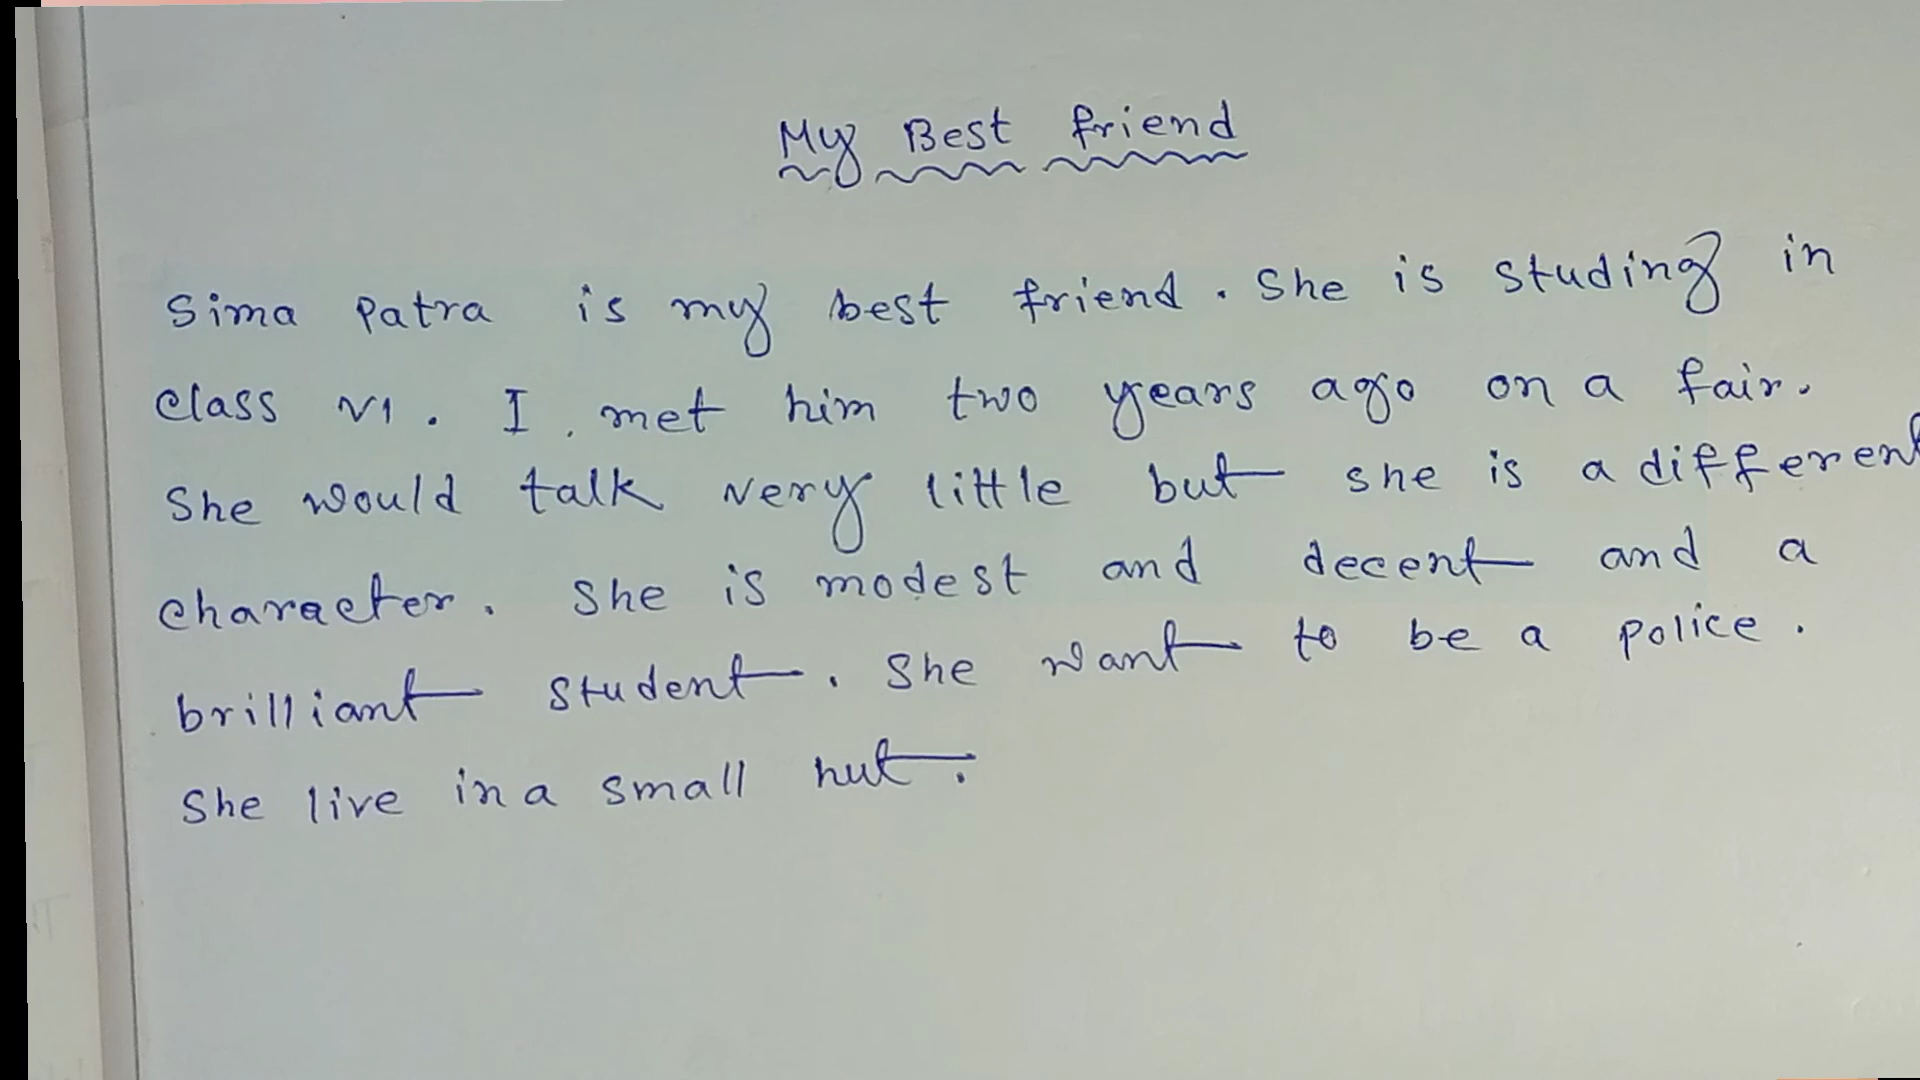 My Best friend
Sima Patra is my best friend. She is studing in
class VI. I met him two years ago on a fair.
She would talk very little but she is a different
character. She is modest and decent and a
brilliant student. She want to be a police.
She live in a small hut.